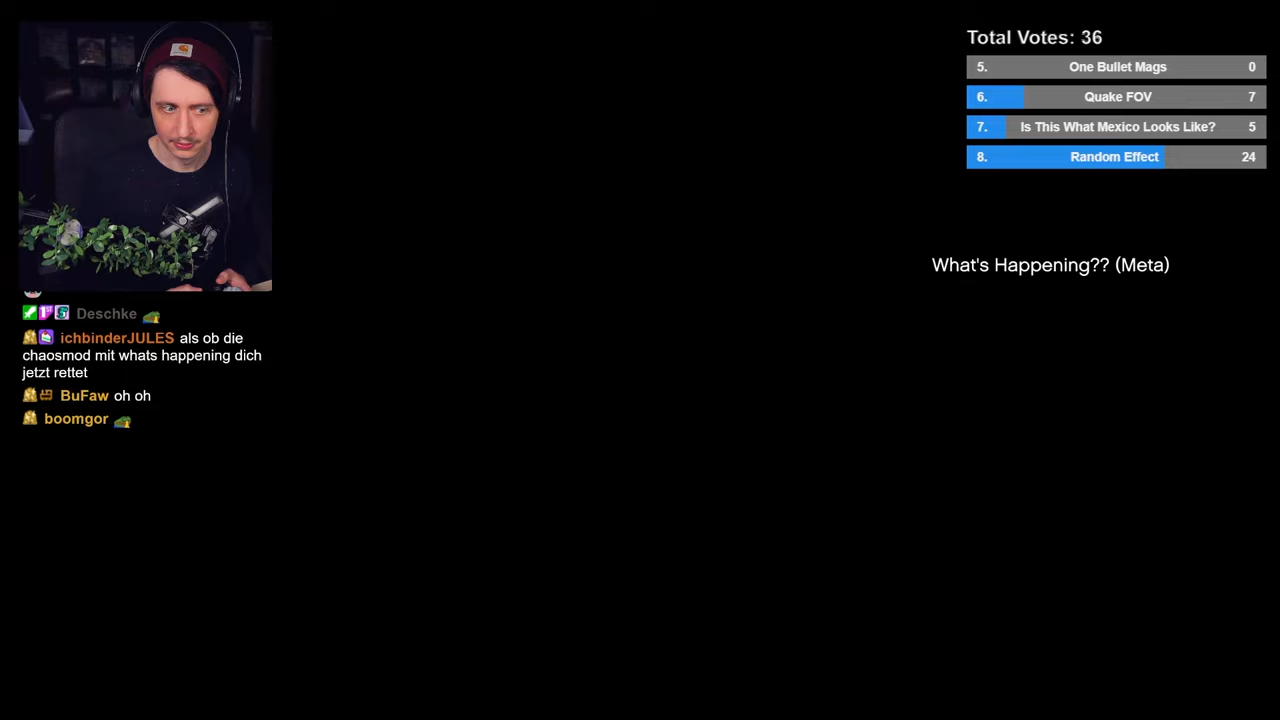 Total Votes: 36
5. One Bullet Mags 0
6. Quake FOV 7
7. Is This What Mexico Looks Like? 5
8. Random Effect 24
What's Happening?? (Meta)
Deschke
ichbinderJULES als ob die
chaosmod mit whats happening dich
jetzt rettet
BuFaw oh oh
boomgor